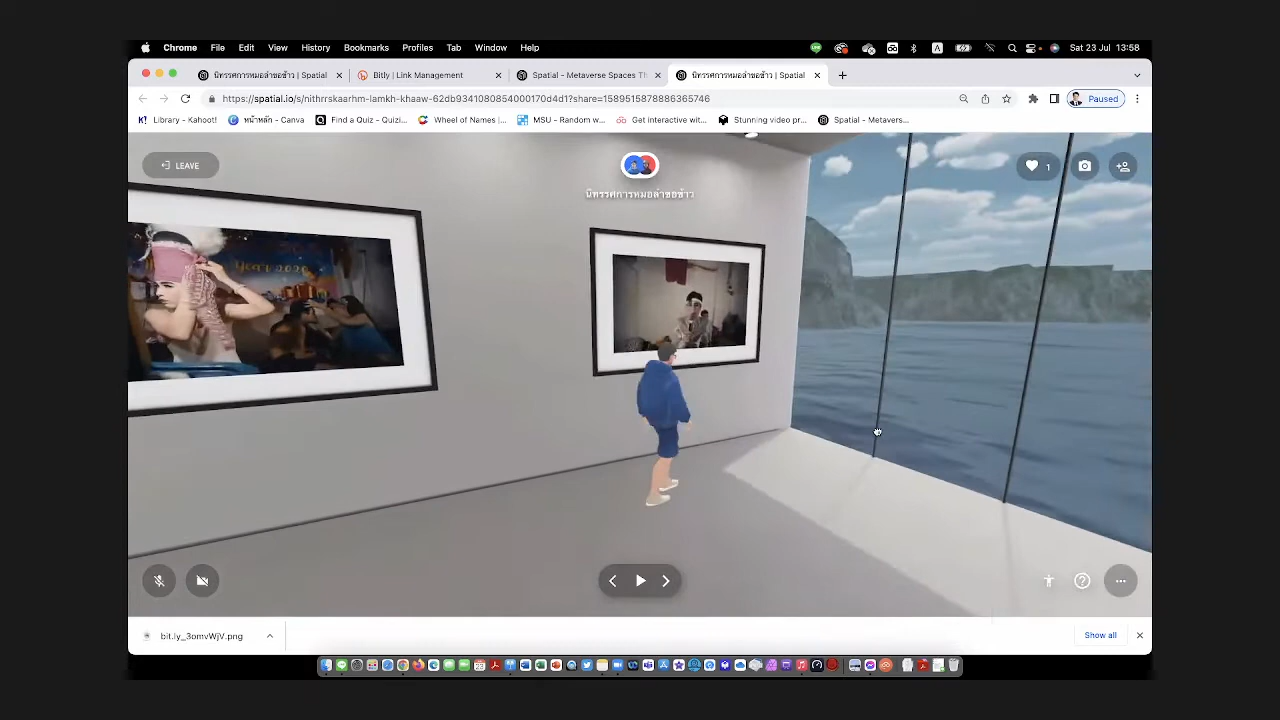 Chrome File Edit View History Bookmarks Profiles Tab Window Help A Sat 23 Jul 13:58
นิทรรศการหมอลำขอข้าว | Spatial Bitly | Link Management Spatial - Metaverse Spaces Th นิทรรศการหมอลำขอข้าว | Spatial
https://spatial.io/s/nithrrskaarhm-lamkh-khaaw-62db9341080854000170d4d1?share=1589515878886365746 Paused
K! Library - Kahoot! หน้าหลัก - Canva Find a Quiz - Quizi... Wheel of Names |... MSU - Random w... Get interactive wit... Stunning video pr... Spatial - Metavers...
LEAVE 1
นิทรรศการหมอลำขอข้าว
Year 2020
bit.ly_3omvWjV.png Show all